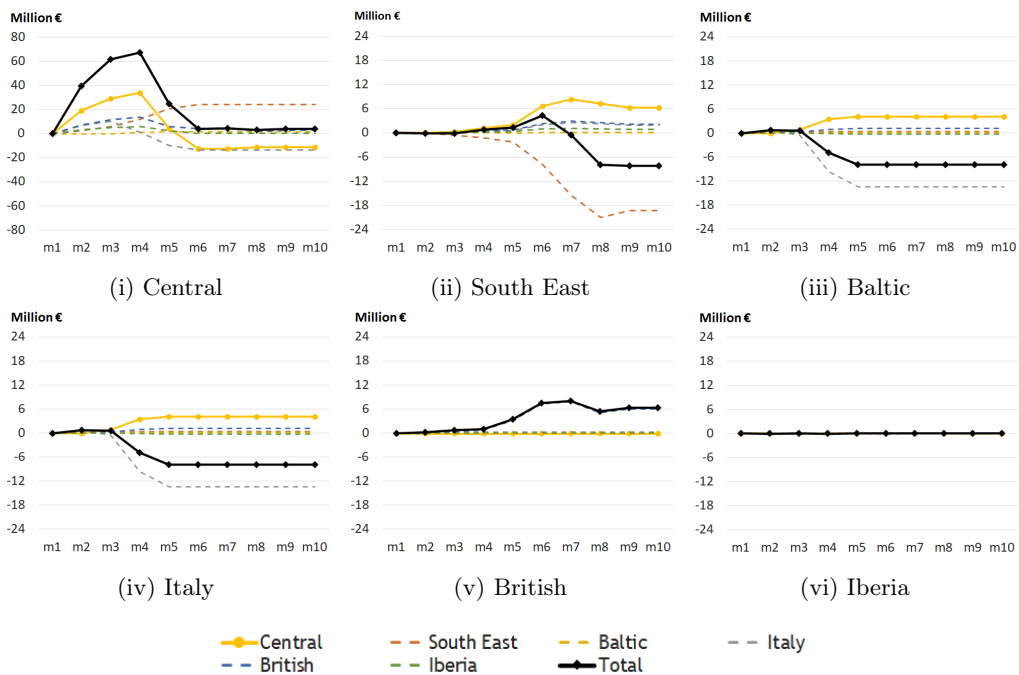 Million €
80
60
40
20
0
-20
-40
-60
-80
m1 m2 m3 m4 m5 m6 m7 m8 m9 m10
(i) Central
Million €
24
18
12
6
0
-6
-12
-18
-24
m1 m2 m3 m4 m5 m6 m7 m8 m9 m10
(ii) South East
Million €
24
18
12
6
0
-6
-12
-18
-24
m1 m2 m3 m4 m5 m6 m7 m8 m9 m10
(iii) Baltic
Million €
24
18
12
6
0
-6
-12
-18
-24
m1 m2 m3 m4 m5 m6 m7 m8 m9 m10
(iv) Italy
Million €
24
18
12
6
0
-6
-12
-18
-24
m1 m2 m3 m4 m5 m6 m7 m8 m9 m10
(v) British
Million €
24
18
12
6
0
-6
-12
-18
-24
m1 m2 m3 m4 m5 m6 m7 m8 m9 m10
(vi) Iberia
Central South East Baltic Italy
British Iberia Total